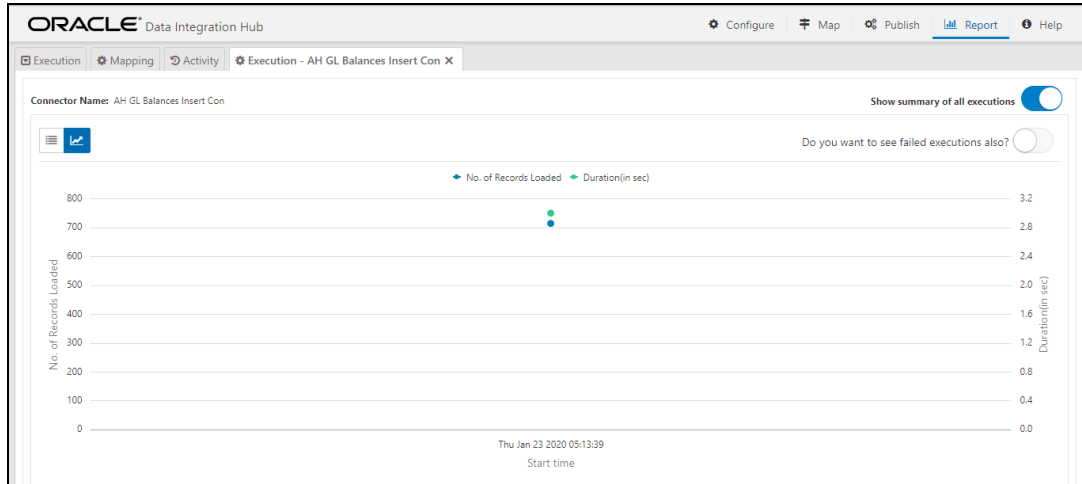 ORACLE® Data Integration Hub
Configure Map Publish Report Help
Execution Mapping Activity Execution - AH GL Balances Insert Con X
Connector Name: AH GL Balances Insert Con
Show summary of all executions
Do you want to see failed executions also?
No. of Records Loaded Duration(in sec)
800 3.2
700 2.8
600 2.4
500 2.0
400 1.6
300 1.2
200 0.8
100 0.4
0 0.0
No. of Records Loaded
Duration(in sec)
Thu Jan 23 2020 05:13:39
Start time